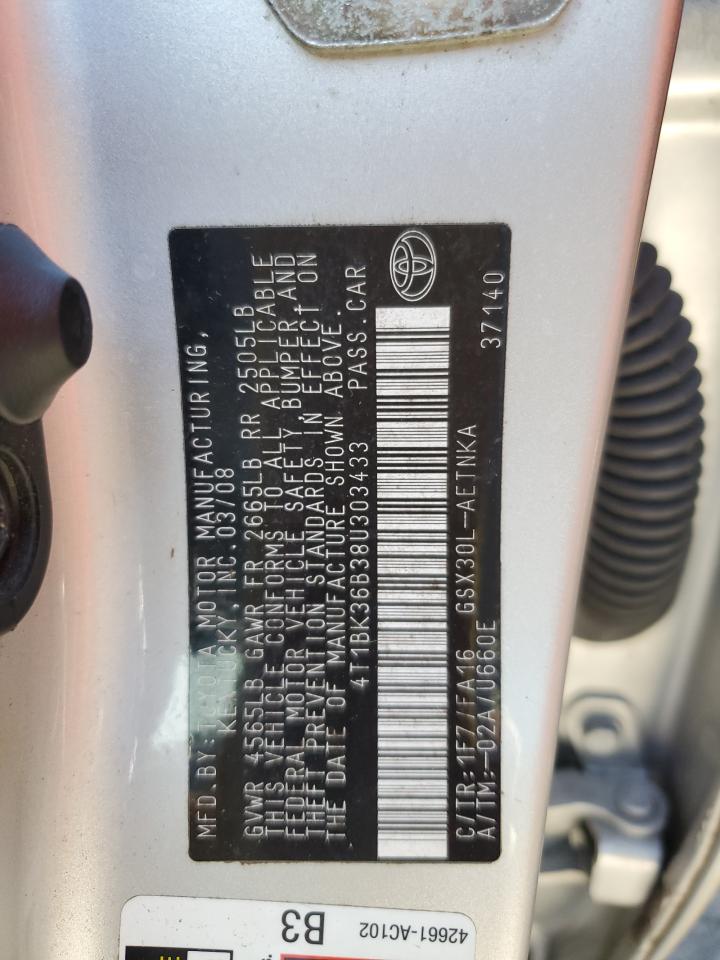 MFD.BY: TOYOTA MOTOR MANUFACTURING,
KENTUCKY, INC. 03/08
GVWR 4565LB GAWR FR 2665LB RR 2505LB
THIS VEHICLE CONFORMS TO ALL APPLICABLE
FEDERAL MOTOR VEHICLE SAFETY, BUMPER, AND
THEFT PREVENTION STANDARDS IN EFFECT ON
THE DATE OF MANUFACTURE SHOWN ABOVE.
4T1BK36B38U303433 PASS.CAR
C/TR:1F7/FA16 GSX30L-AETNKA 37140
A/TM:-02A/U660E
B3
42661-AC102